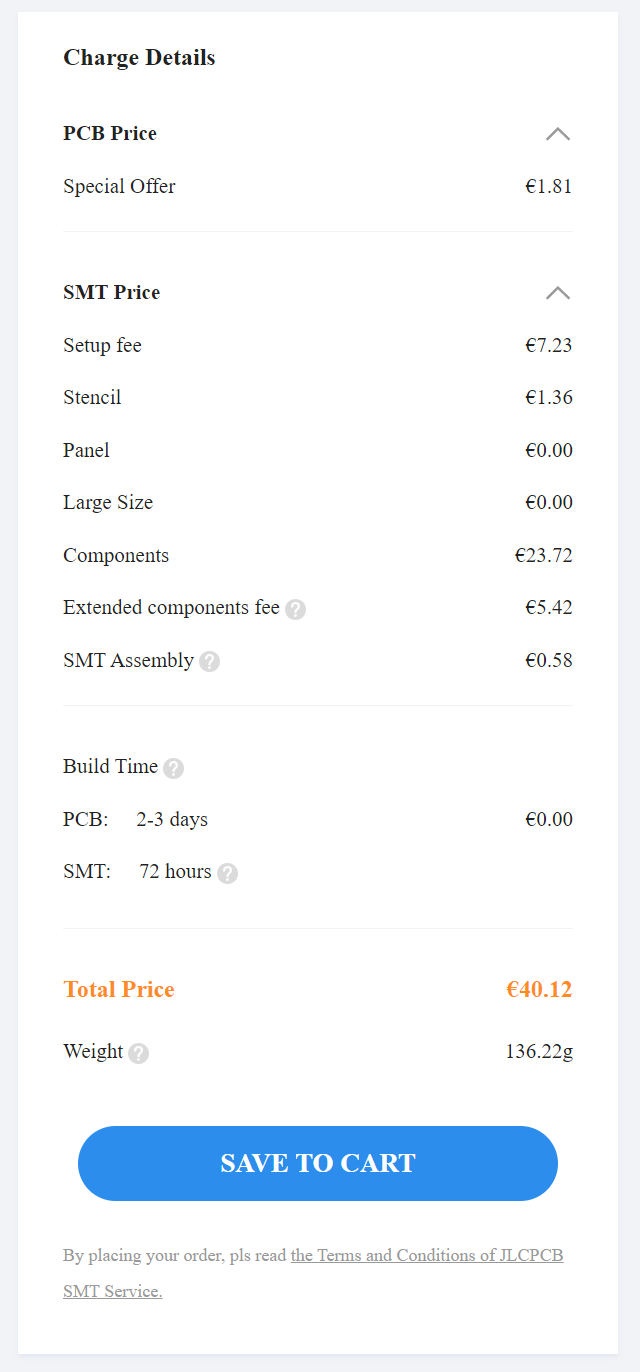 Charge Details
PCB Price
Special Offer €1.81
SMT Price
Setup fee €7.23
Stencil €1.36
Panel €0.00
Large Size €0.00
Components €23.72
Extended components fee ? €5.42
SMT Assembly ? €0.58
Build Time ?
PCB: 2-3 days €0.00
SMT: 72 hours ?
Total Price €40.12
Weight ? 136.22g
SAVE TO CART
By placing your order, pls read the Terms and Conditions of JLCPCB
SMT Service.